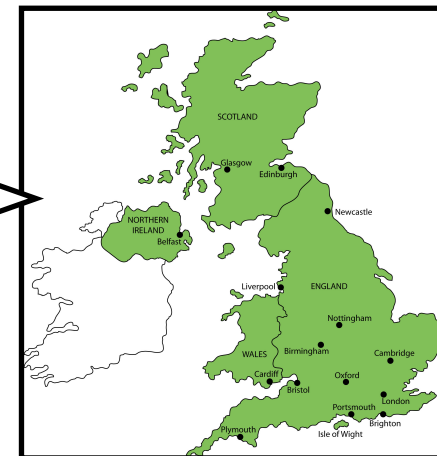 SCOTLAND
Glasgow
Edinburgh
Newcastle
NORTHERN
IRELAND
Belfast
Liverpool
ENGLAND
Nottingham
Birmingham
WALES
Cambridge
Cardiff
Bristol
Oxford
London
Portsmouth
Brighton
Plymouth
Isle of Wight